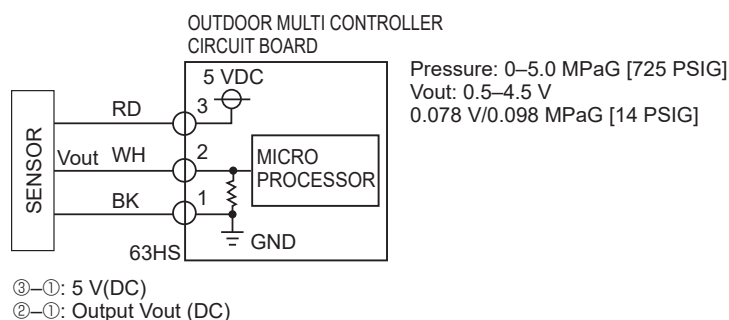 OUTDOOR MULTI CONTROLLER
CIRCUIT BOARD
Pressure: 0–5.0 MPaG [725 PSIG]
Vout: 0.5–4.5 V
0.078 V/0.098 MPaG [14 PSIG]
5 VDC
SENSOR
RD
3
Vout WH
2
MICRO
PROCESSOR
BK
1
GND
63HS
③–①: 5 V(DC)
②–①: Output Vout (DC)